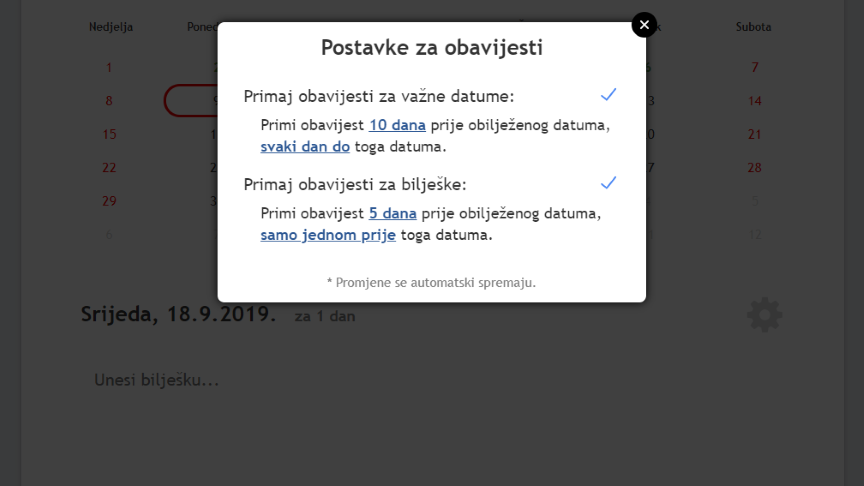 Nedjelja
Subota
Postavke za obavijesti
1
7
8
14
15
21
22
28
29
5
6
12
Primaj obavijesti za važne datume:
Primi obavijest 10 dana prije obilježenog datuma,
svaki dan do toga datuma.
Primaj obavijesti za bilješke:
Primi obavijest 5 dana prije obilježenog datuma,
samo jednom prije toga datuma.
* Promjene se automatski spremaju.
Srijeda, 18.9.2019. za 1 dan
Unesi bilješku...